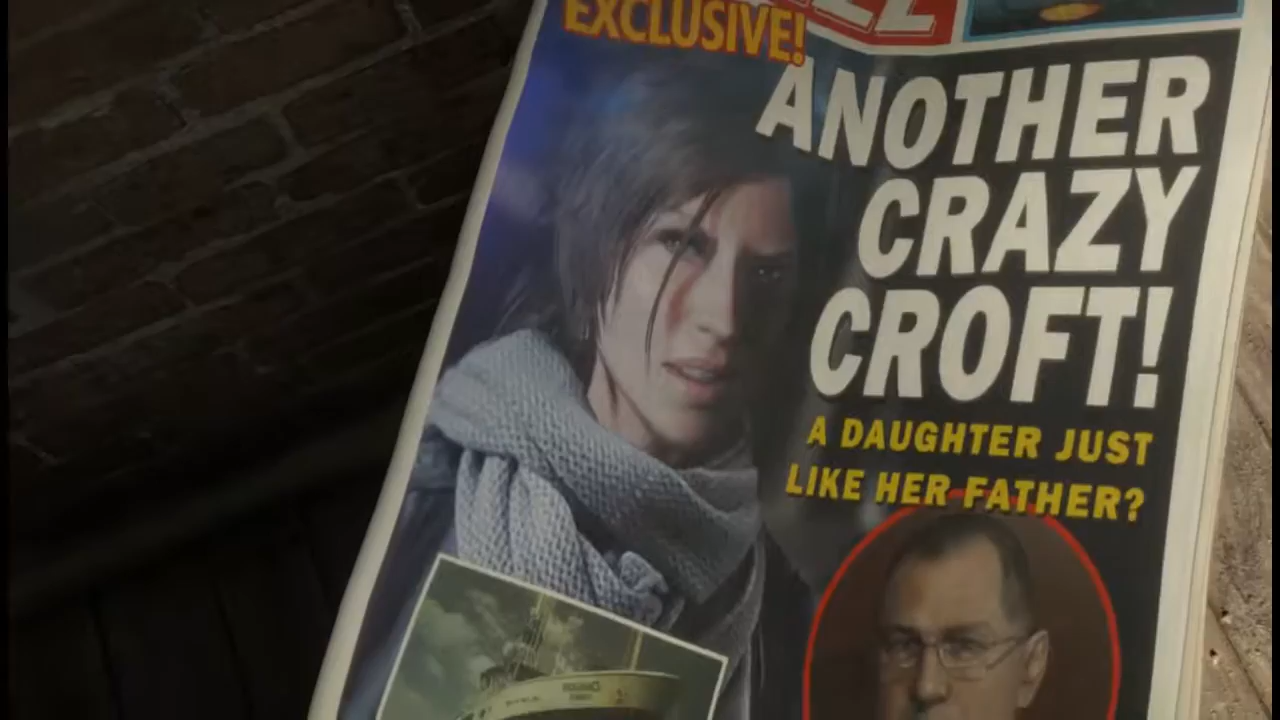 EXCLUSIVE!
ANOTHER
CRAZY
CROFT!
A DAUGHTER JUST
LIKE HER FATHER?